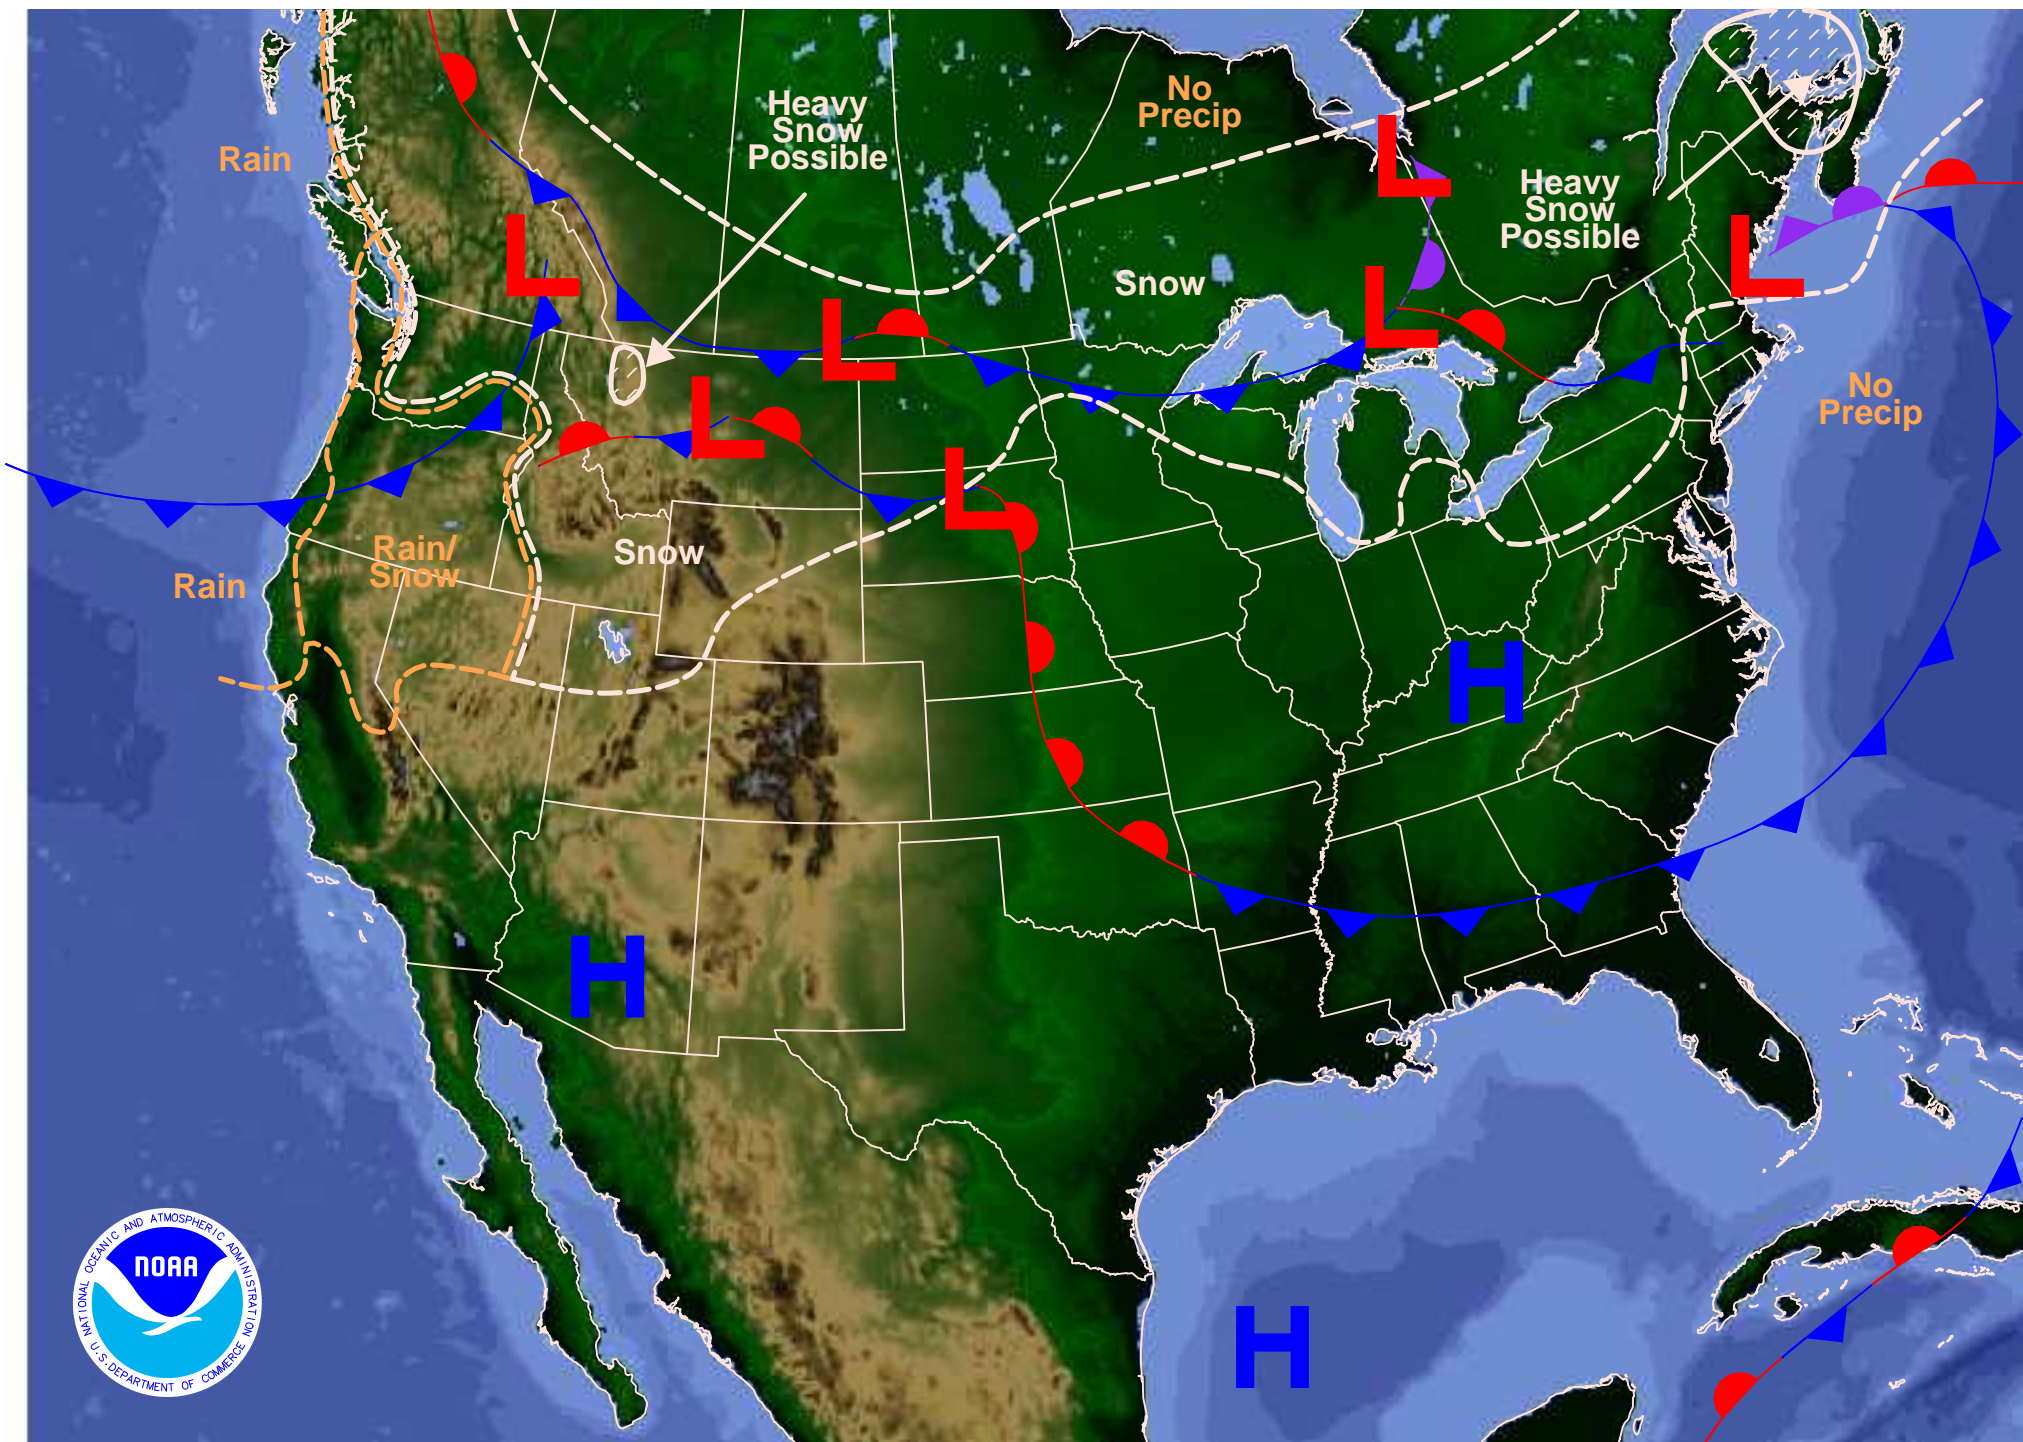 Heavy
Snow
Possible
No
Precip
Rain
Heavy
Snow
Possible
L
L
L
Snow
L
L
L
L
L
No
Precip
Rain/
Snow
Snow
Rain
H
H
H
NATIONAL OCEANIC AND ATMOSPHERIC ADMINISTRATION
NOAA
U.S. DEPARTMENT OF COMMERCE